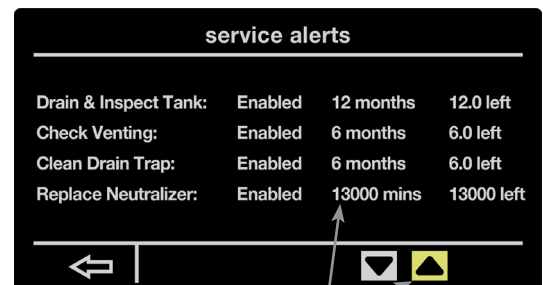 service alerts
Drain & Inspect Tank: Enabled 12 months 12.0 left
Check Venting: Enabled 6 months 6.0 left
Clean Drain Trap: Enabled 6 months 6.0 left
Replace Neutralizer: Enabled 13000 mins 13000 left